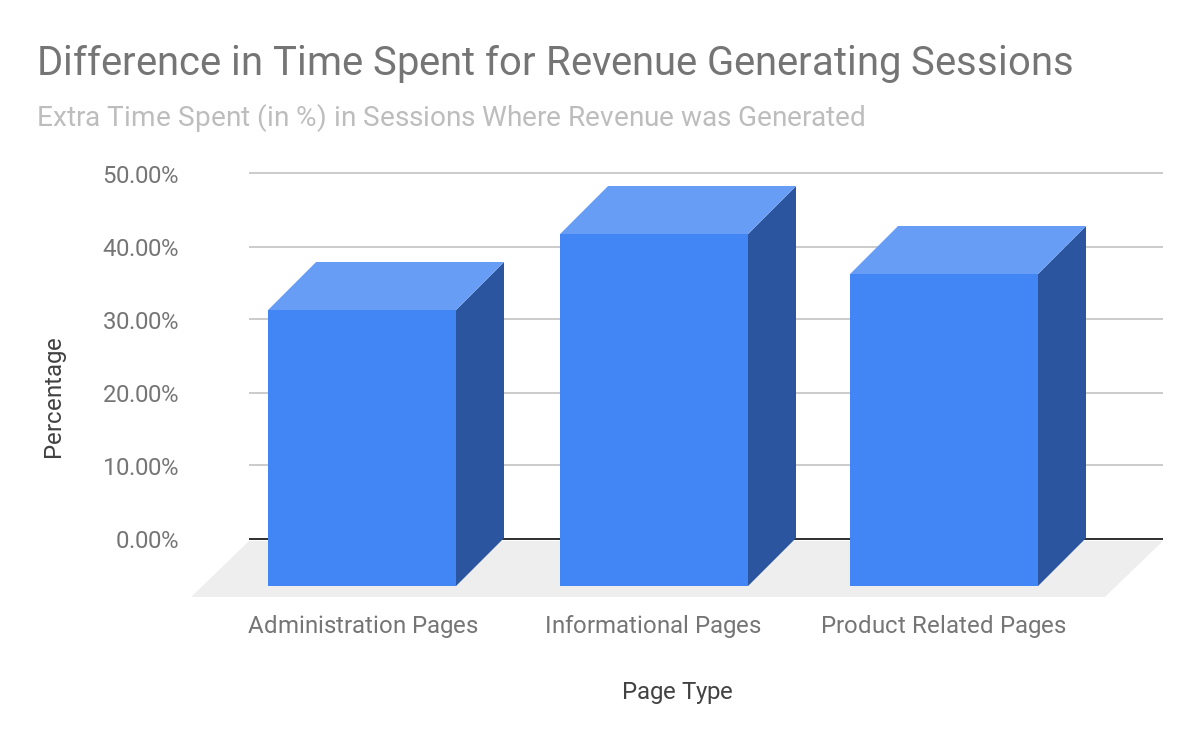 Difference in Time Spent for Revenue Generating Sessions
Extra Time Spent (in %) in Sessions Where Revenue was Generated
50.00%
40.00%
30.00%
20.00%
10.00%
0.00%
Percentage
Administration Pages
Informational Pages
Product Related Pages
Page Type